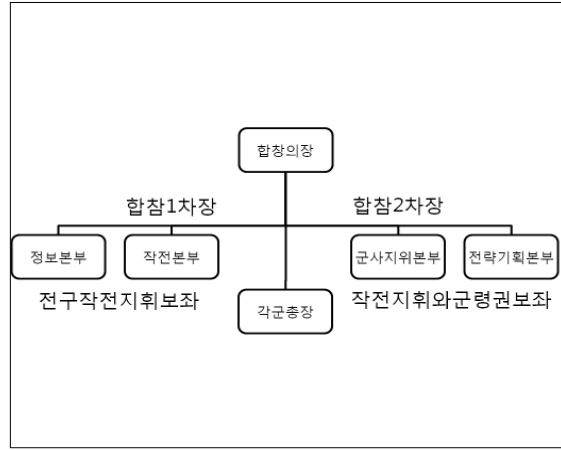 합창의장
합참1차장
합참2차장
정보본부
작전본부
군사지위본부
전략기획본부
전구작전지휘보좌
각군총장
작전지휘와군령권보좌